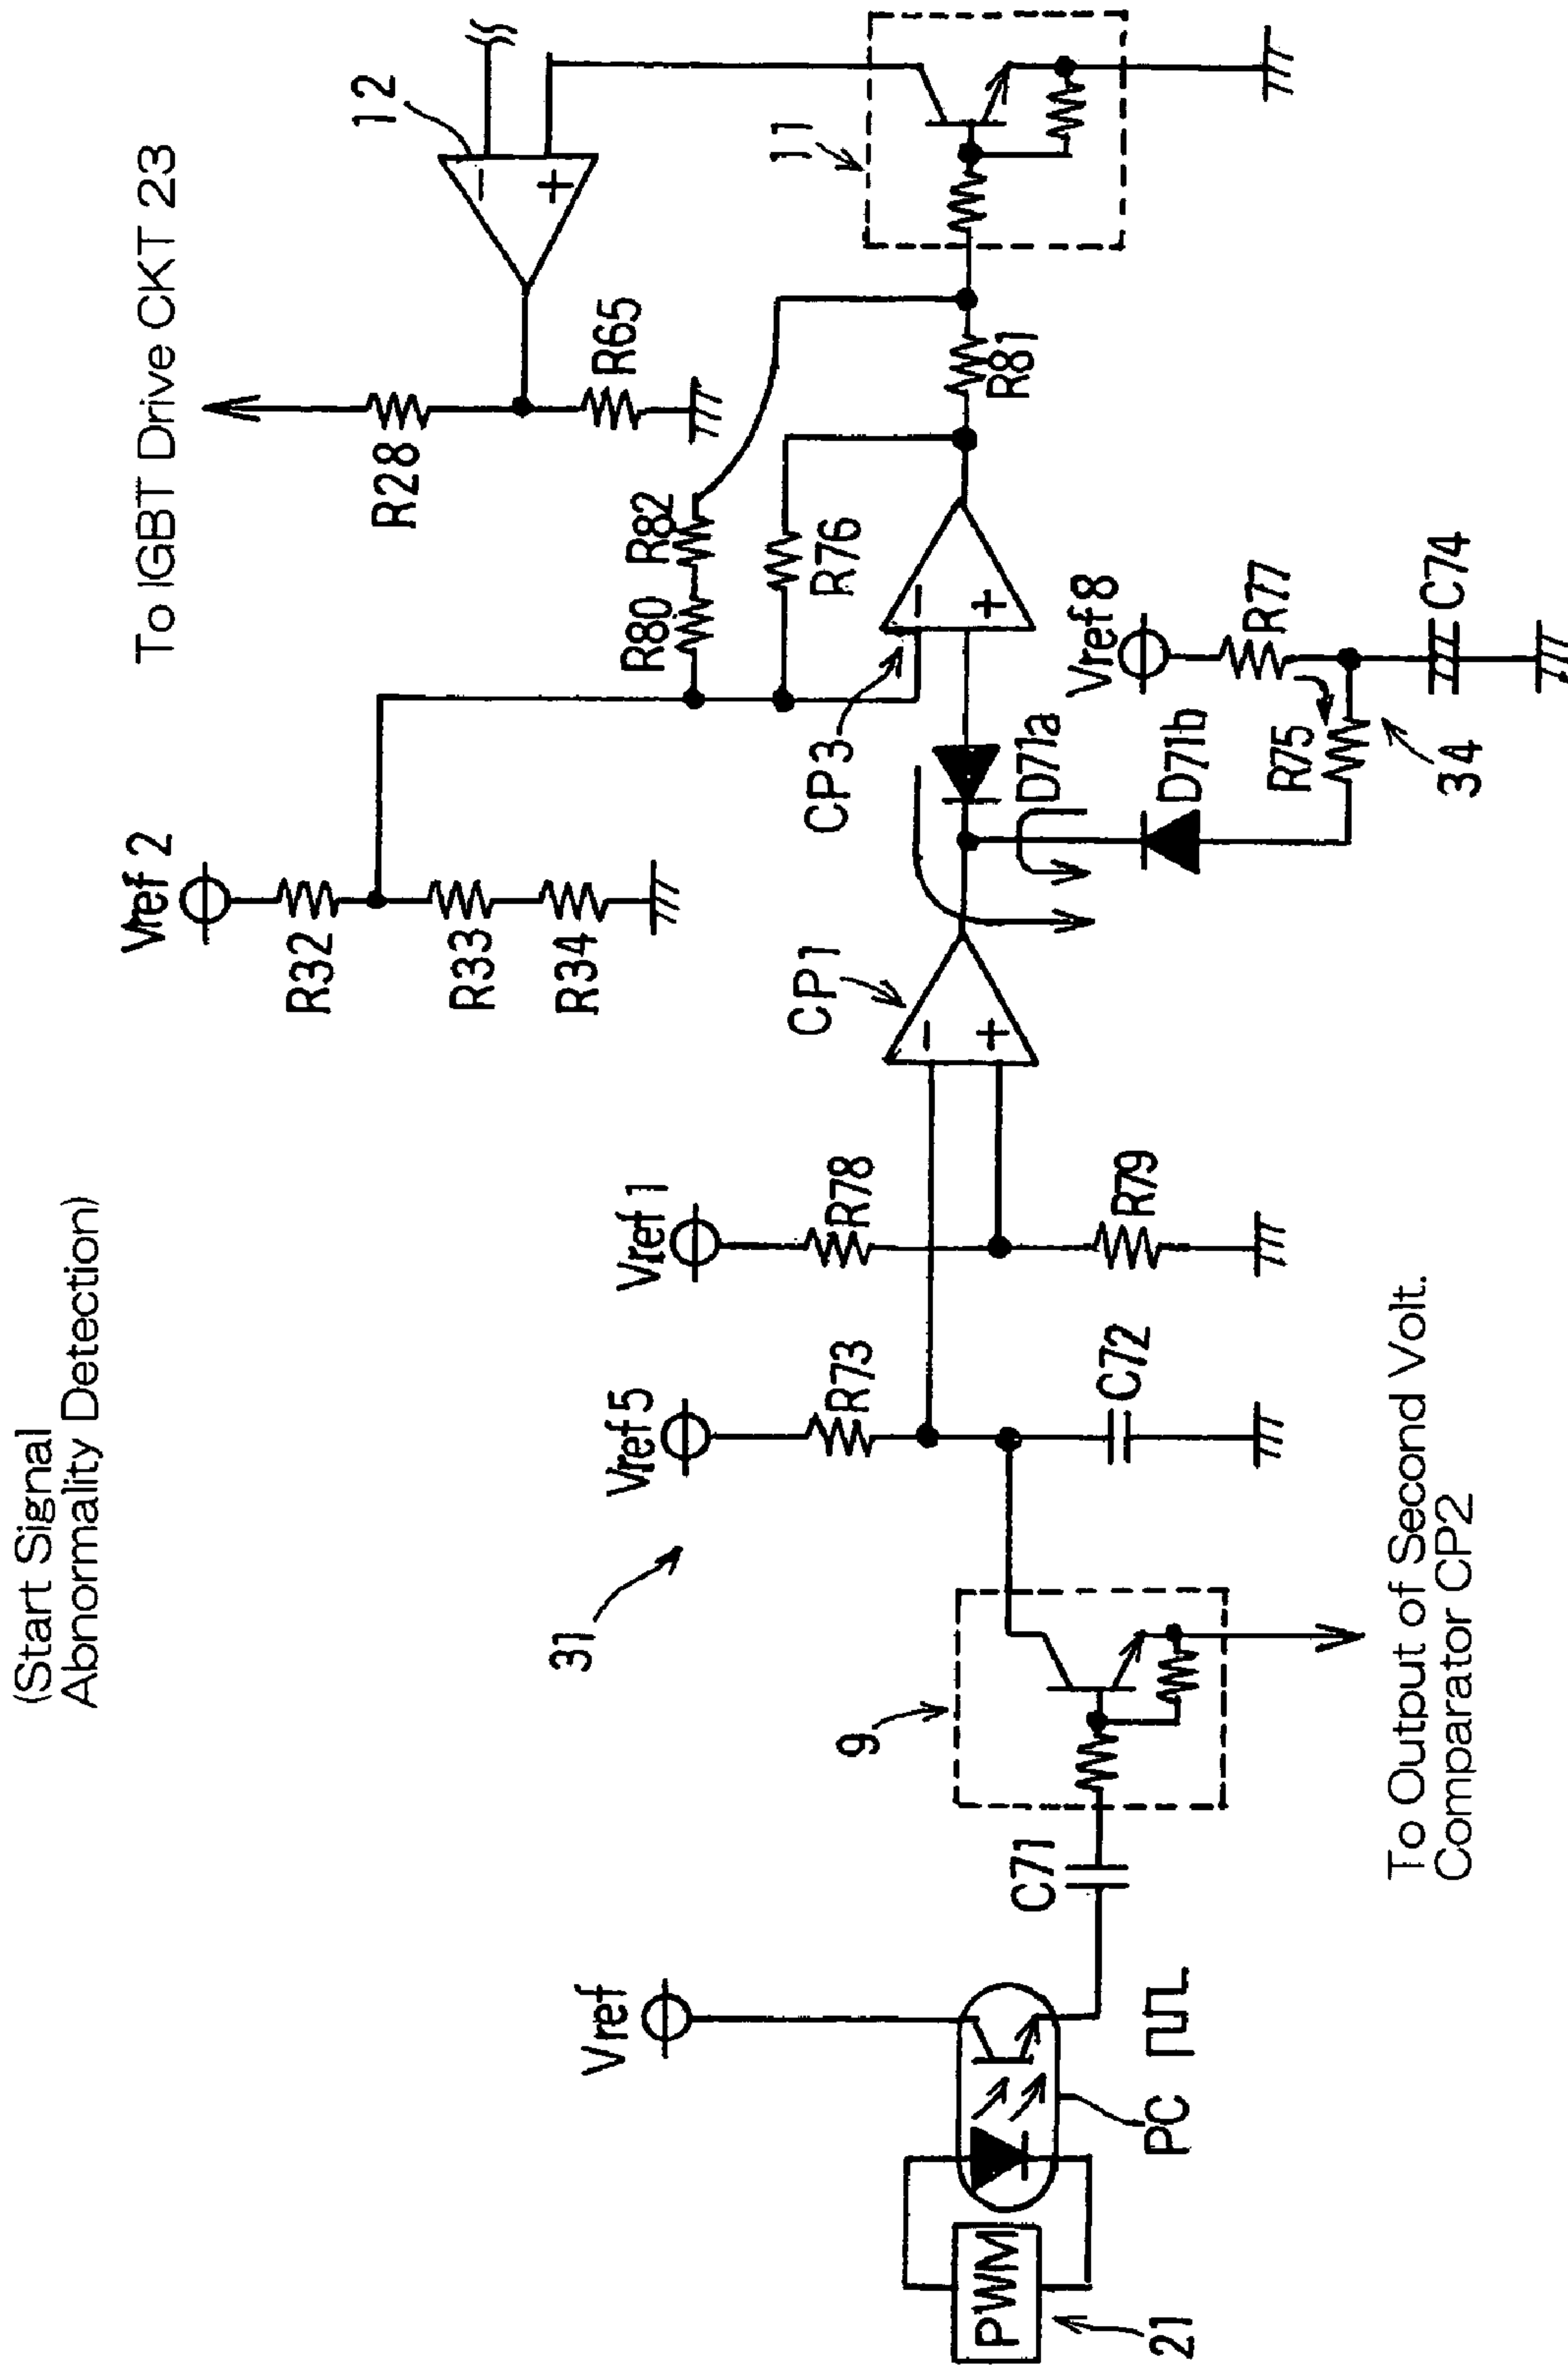 (Start Signal
Abnormality Detection)
To IGBT Drive CKT 23
12
R28
R65
11
Vref 2
R32
R33
R34
R80
R82
R76
R81
CP3
−
+
−
+
D71a
D71b
Vref 8
R77
R75
C74
34
CP1
−
+
Vref 1
R78
R79
Vref 5
R73
C72
31
9
C71
Vref
PC
PWM
21
To Output of Second Volt.
Comparator CP2